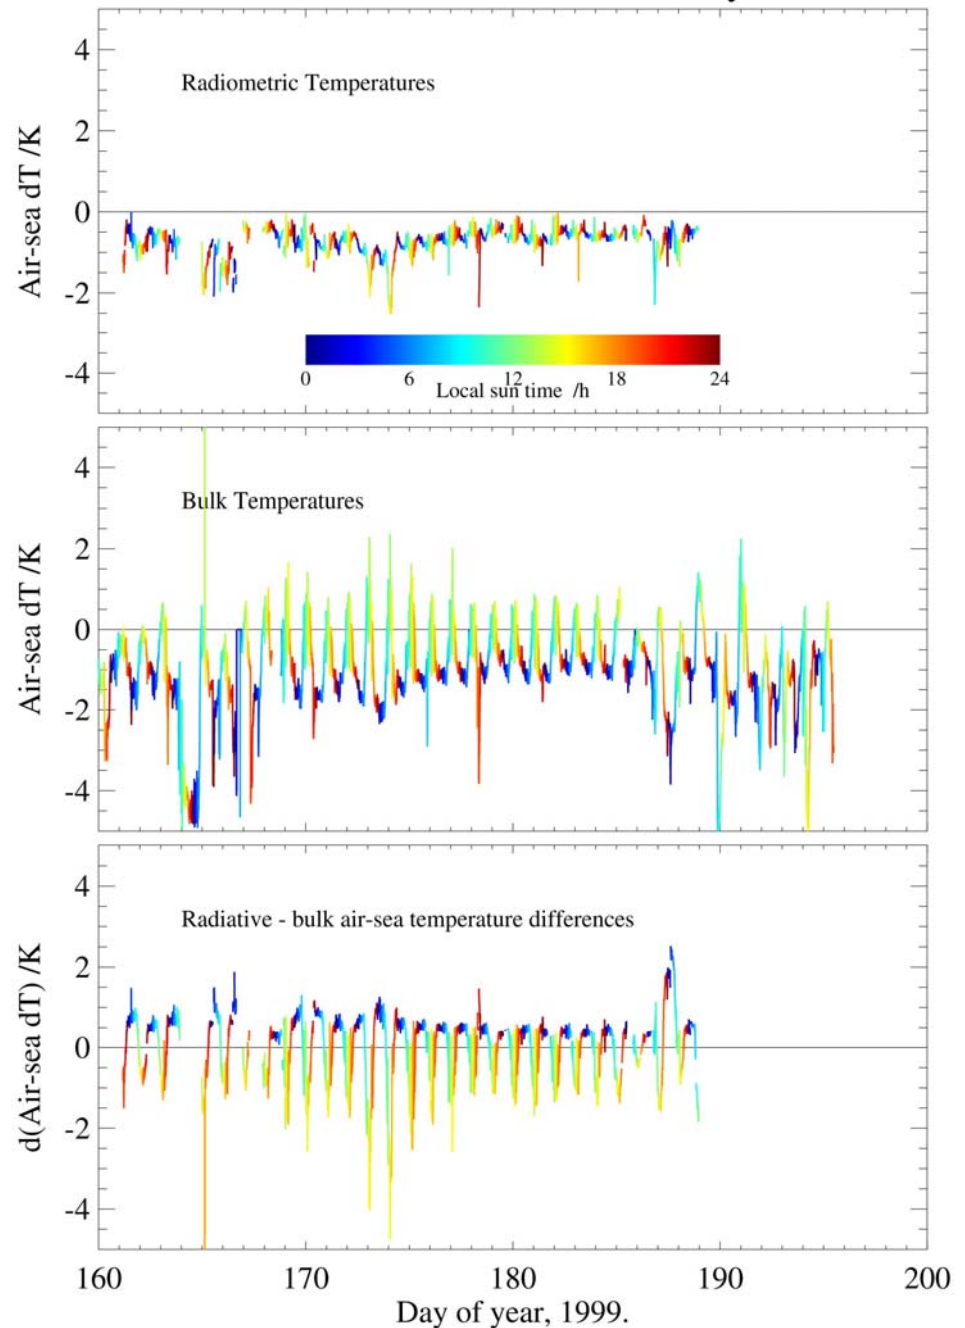 4
Radiometric Temperatures
2
0
-2
-4
Air-sea dT /K
0 6 12 18 24
Local sun time /h
4
Bulk Temperatures
2
0
-2
-4
Air-sea dT /K
4
Radiative - bulk air-sea temperature differences
2
0
-2
-4
d(Air-sea dT) /K
160 170 180 190 200
Day of year, 1999.